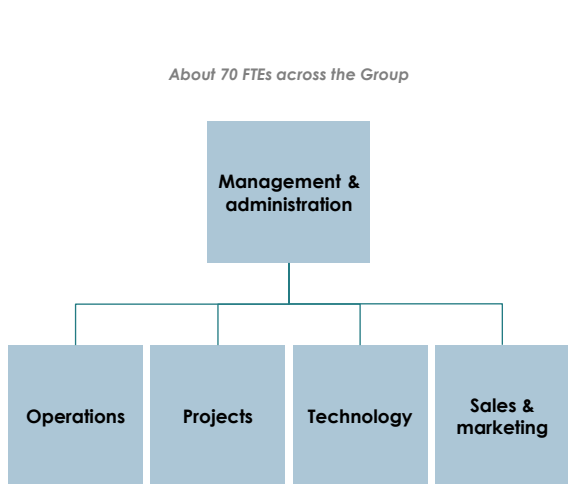 About 70 FTEs across the Group
Management &
administration
Operations
Projects
Technology
Sales &
marketing